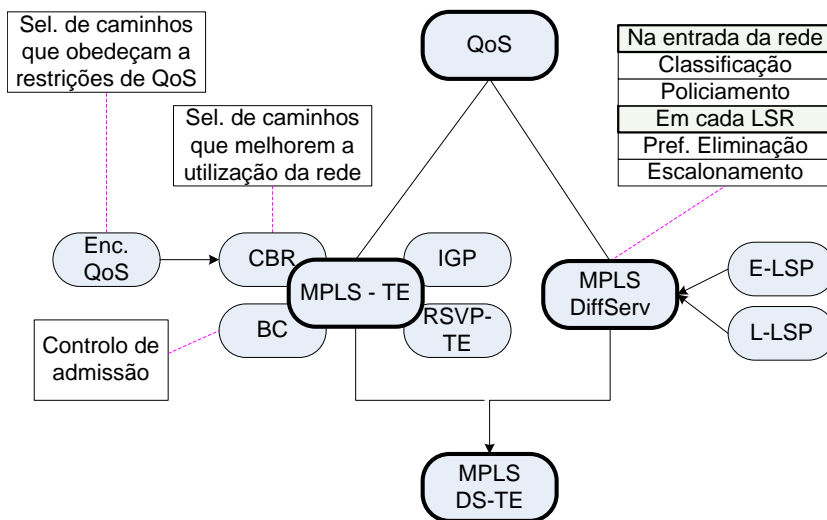 Sel. de caminhos
que obedeçam a
restrições de QoS
QoS
Na entrada da rede
Classificação
Policiamento
Em cada LSR
Pref. Eliminação
Escalonamento
Sel. de caminhos
que melhorem a
utilização da rede
Enc.
QoS
CBR
IGP
MPLS - TE
BC
RSVP-
TE
MPLS
DiffServ
E-LSP
L-LSP
Controlo de
admissão
MPLS
DS-TE